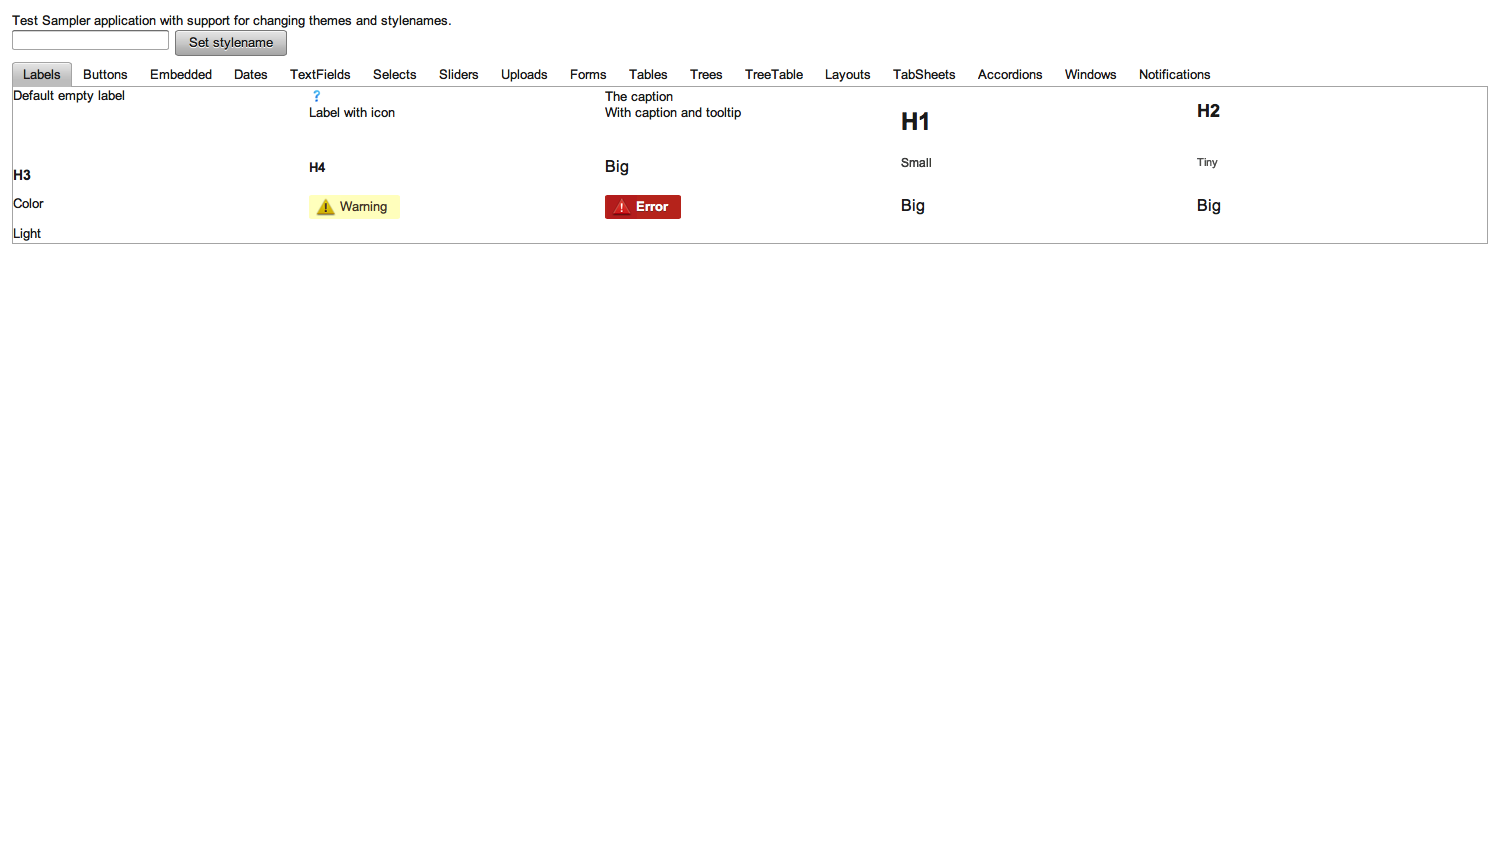 Test Sampler application with support for changing themes and stylenames.
Set stylename
Labels Buttons Embedded Dates TextFields Selects Sliders Uploads Forms Tables Trees TreeTable Layouts TabSheets Accordions Windows Notifications
Default empty label
?
Label with icon
The caption
With caption and tooltip
H1
H2
H3
H4
Big
Small
Tiny
Color
Warning
Error
Big
Big
Light